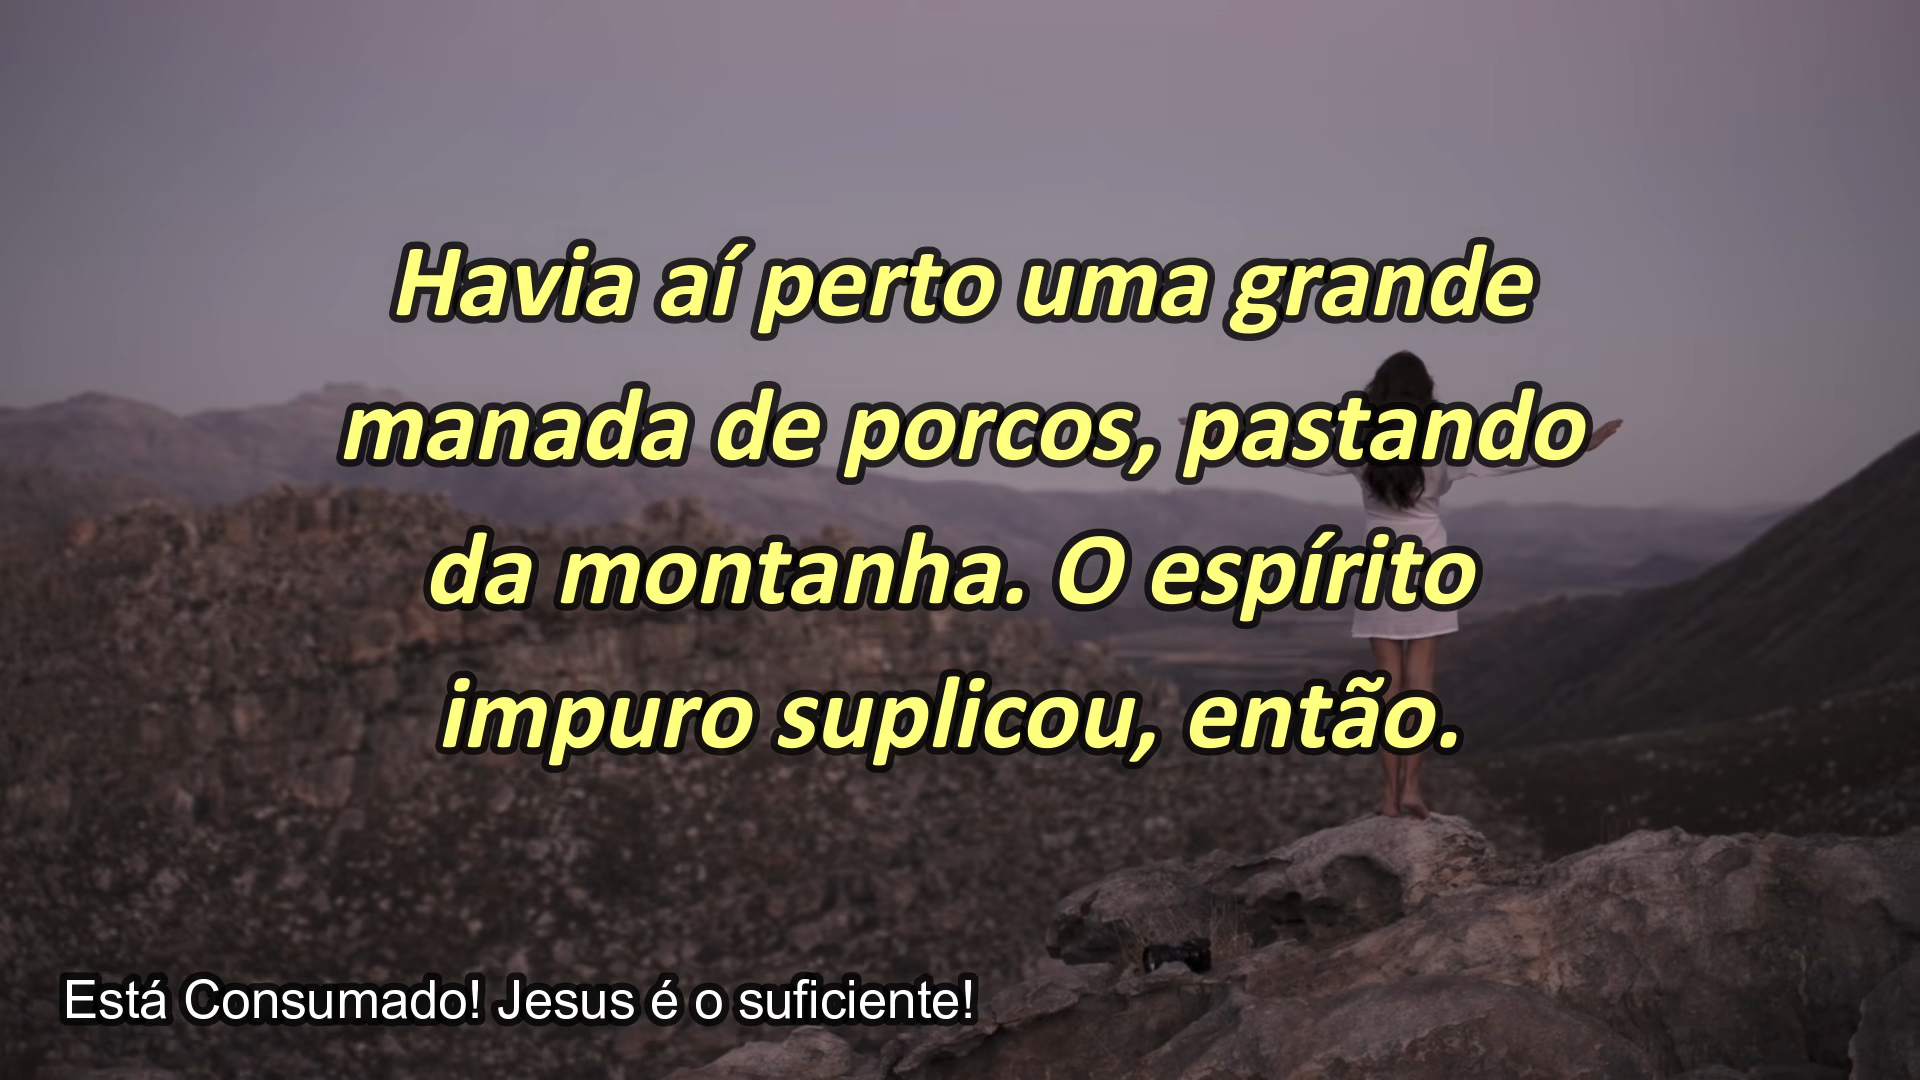 Havia aí perto uma grande
manada de porcos, pastando
da montanha. O espírito
impuro suplicou, então.
Está Consumado! Jesus é o suficiente!